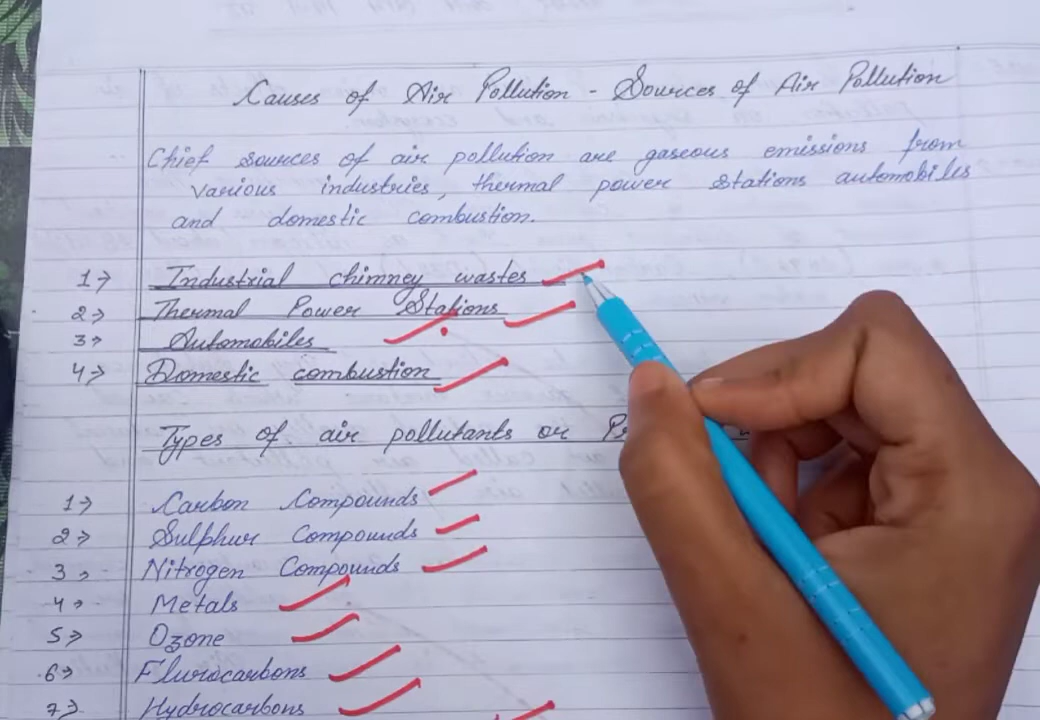 Causes of Air Pollution - Sources of Air Pollution
Chief sources of air pollution are gaseous emissions from
various industries, thermal power stations automobiles
and domestic combustion.
1→ Industrial chimney wastes
2→ Thermal Power Stations
3→ Automobiles
4→ Domestic combustion
Types of air pollutants or
1→ Carbon Compounds
2→ Sulphur Compounds
3→ Nitrogen Compounds
4→ Metals
5→ Ozone
6→ Flurocarbons
7→ Hydrocarbons